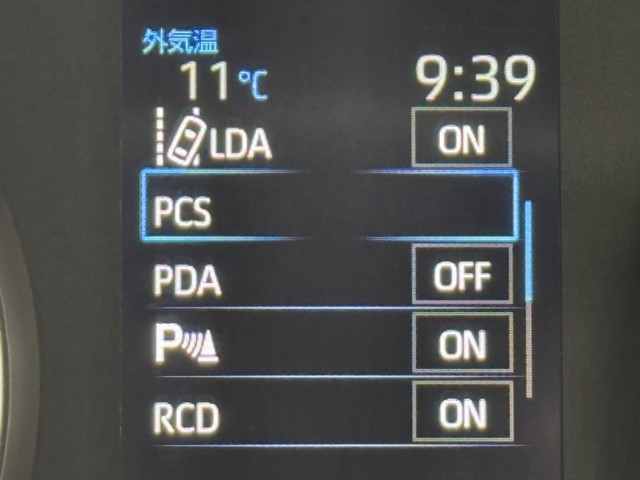 外気温
11℃ 9:39
LDA ON
PCS
PDA OFF
P ON
RCD ON